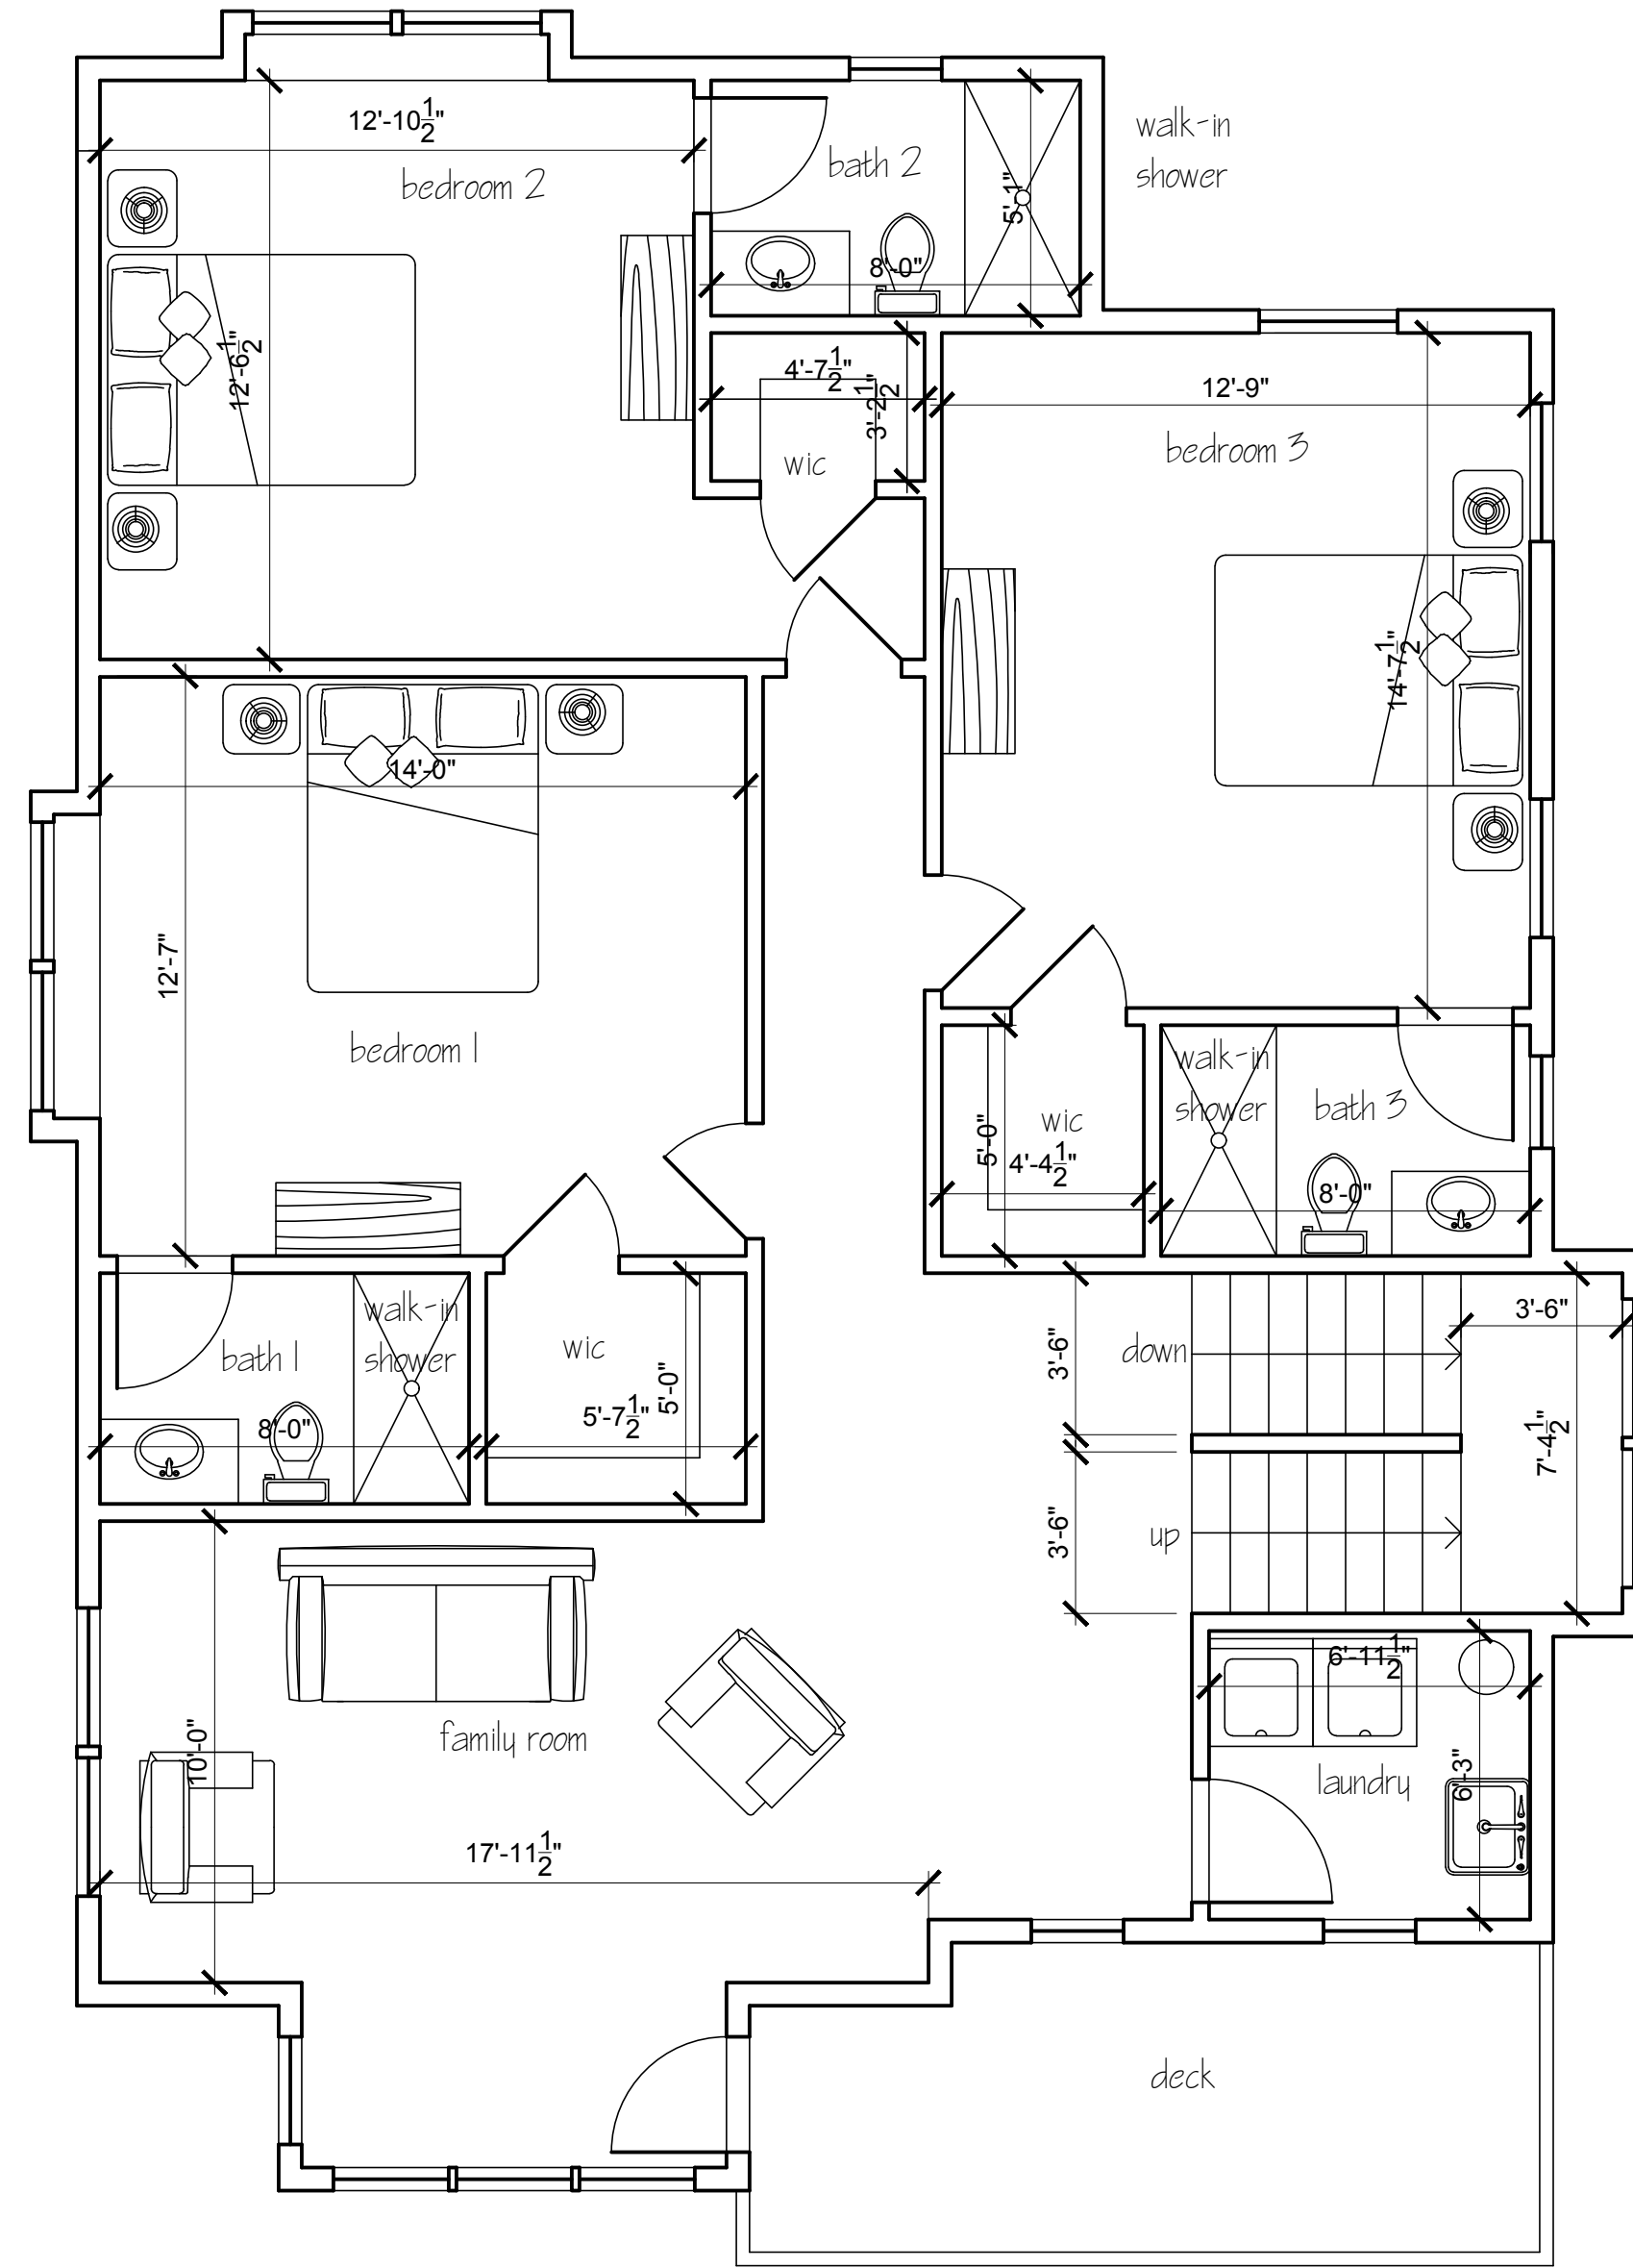 12'-10 1/2"
bedroom 2
bath 2
walk-in
shower
5'-1"
8'-0"
12'-6 1/2"
4'-7 1/2"
3'-2 1/2"
wic
12'-9"
bedroom 3
14'-7 1/2"
14'-0"
12'-7"
bedroom 1
walk-in
shower
bath 3
wic
5'-0"
4'-4 1/2"
8'-0"
walk-in
shower
bath 1
wic
5'-0"
5'-7 1/2"
8'-0"
3'-6"
down
3'-6"
7'-4 1/2"
3'-6"
up
6'-11 1/2"
family room
10'-0"
laundry
6'-3"
17'-11 1/2"
deck